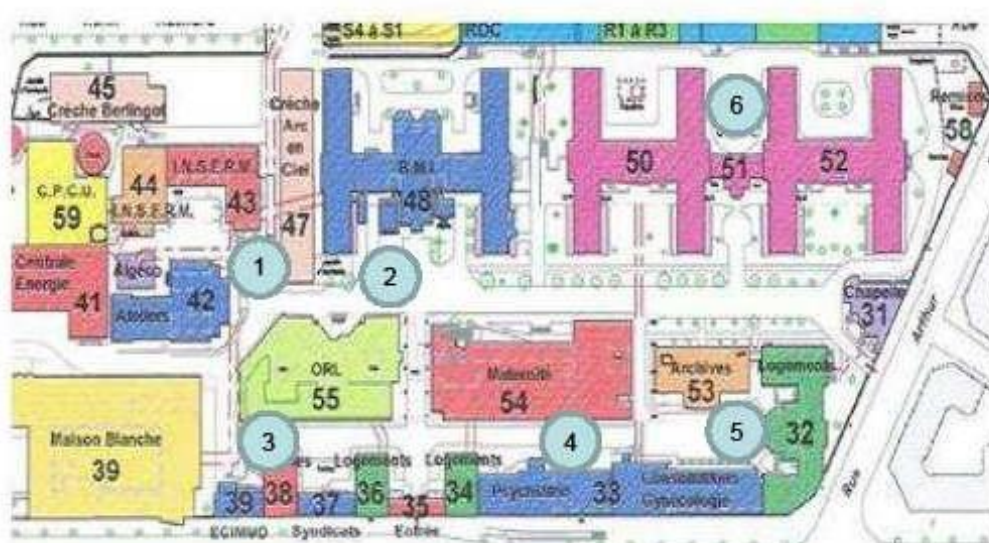 S4 à S1
RDC
R1 à R3
45
Crèche Berlingot
Crèche
Arc
en
Ciel
47
6
58
G.P.C.U.
59
44
I.N.S.E.R.M.
43
I.N.S.E.R.M.
B.M.I.
48
50
51
52
Centrale
Energie
41
Algeco
42
Ateliers
1
2
Chapelle
31
Arthur
Rue
ORL
55
Maternité
54
Archives
53
Logements
32
Maison Blanche
39
3
4
5
Logements
Logements
39
38
37
36
35
34
Psychiatrie
33
Consultations
Gynécologie
Syndicats
Entrée